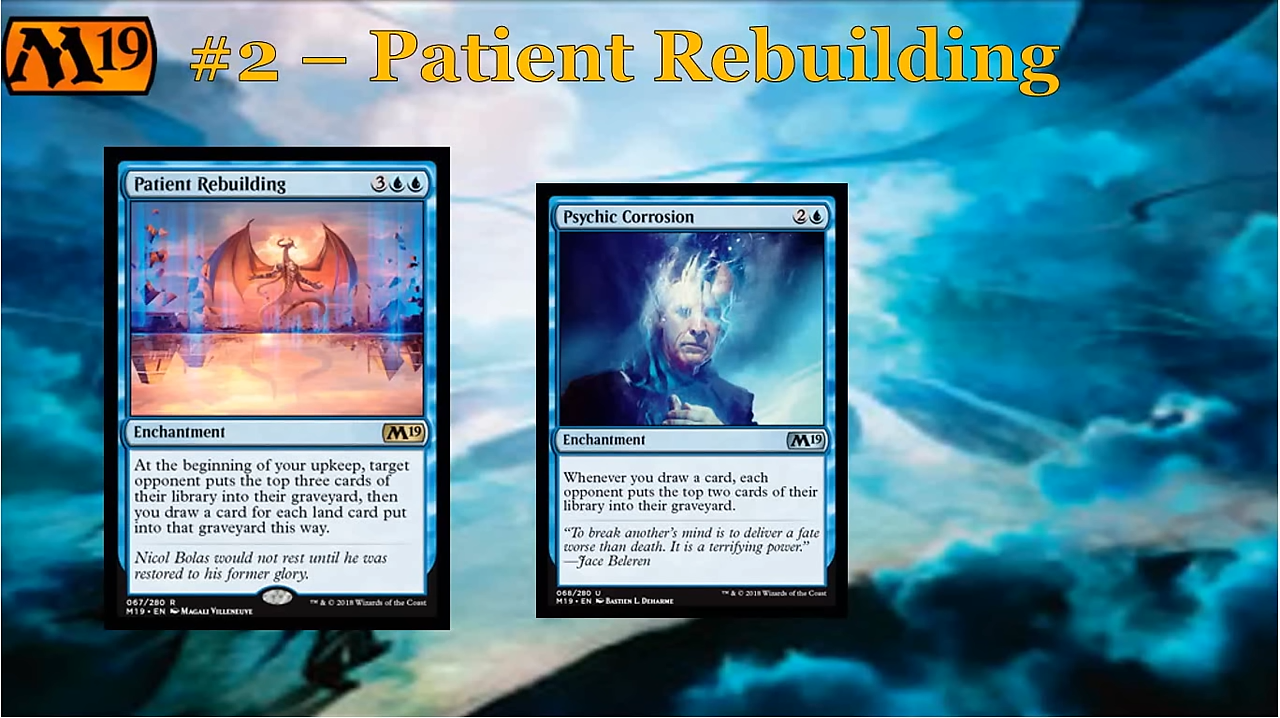 M19
#2 – Patient Rebuilding
Patient Rebuilding 3
Enchantment M19
At the beginning of your upkeep, target
opponent puts the top three cards of
their library into their graveyard, then
you draw a card for each land card put
into that graveyard this way.
Nicol Bolas would not rest until he was
restored to his former glory.
067/280 R
M19 • EN Magali Villeneuve
™ & © 2018 Wizards of the Coast
Psychic Corrosion 2
Enchantment M19
Whenever you draw a card, each
opponent puts the top two cards of their
library into their graveyard.
“To break another’s mind is to deliver a fate
worse than death. It is a terrifying power.”
—Jace Beleren
068/280 U
M19 • EN Bastien L. Deharme
™ & © 2018 Wizards of the Coast